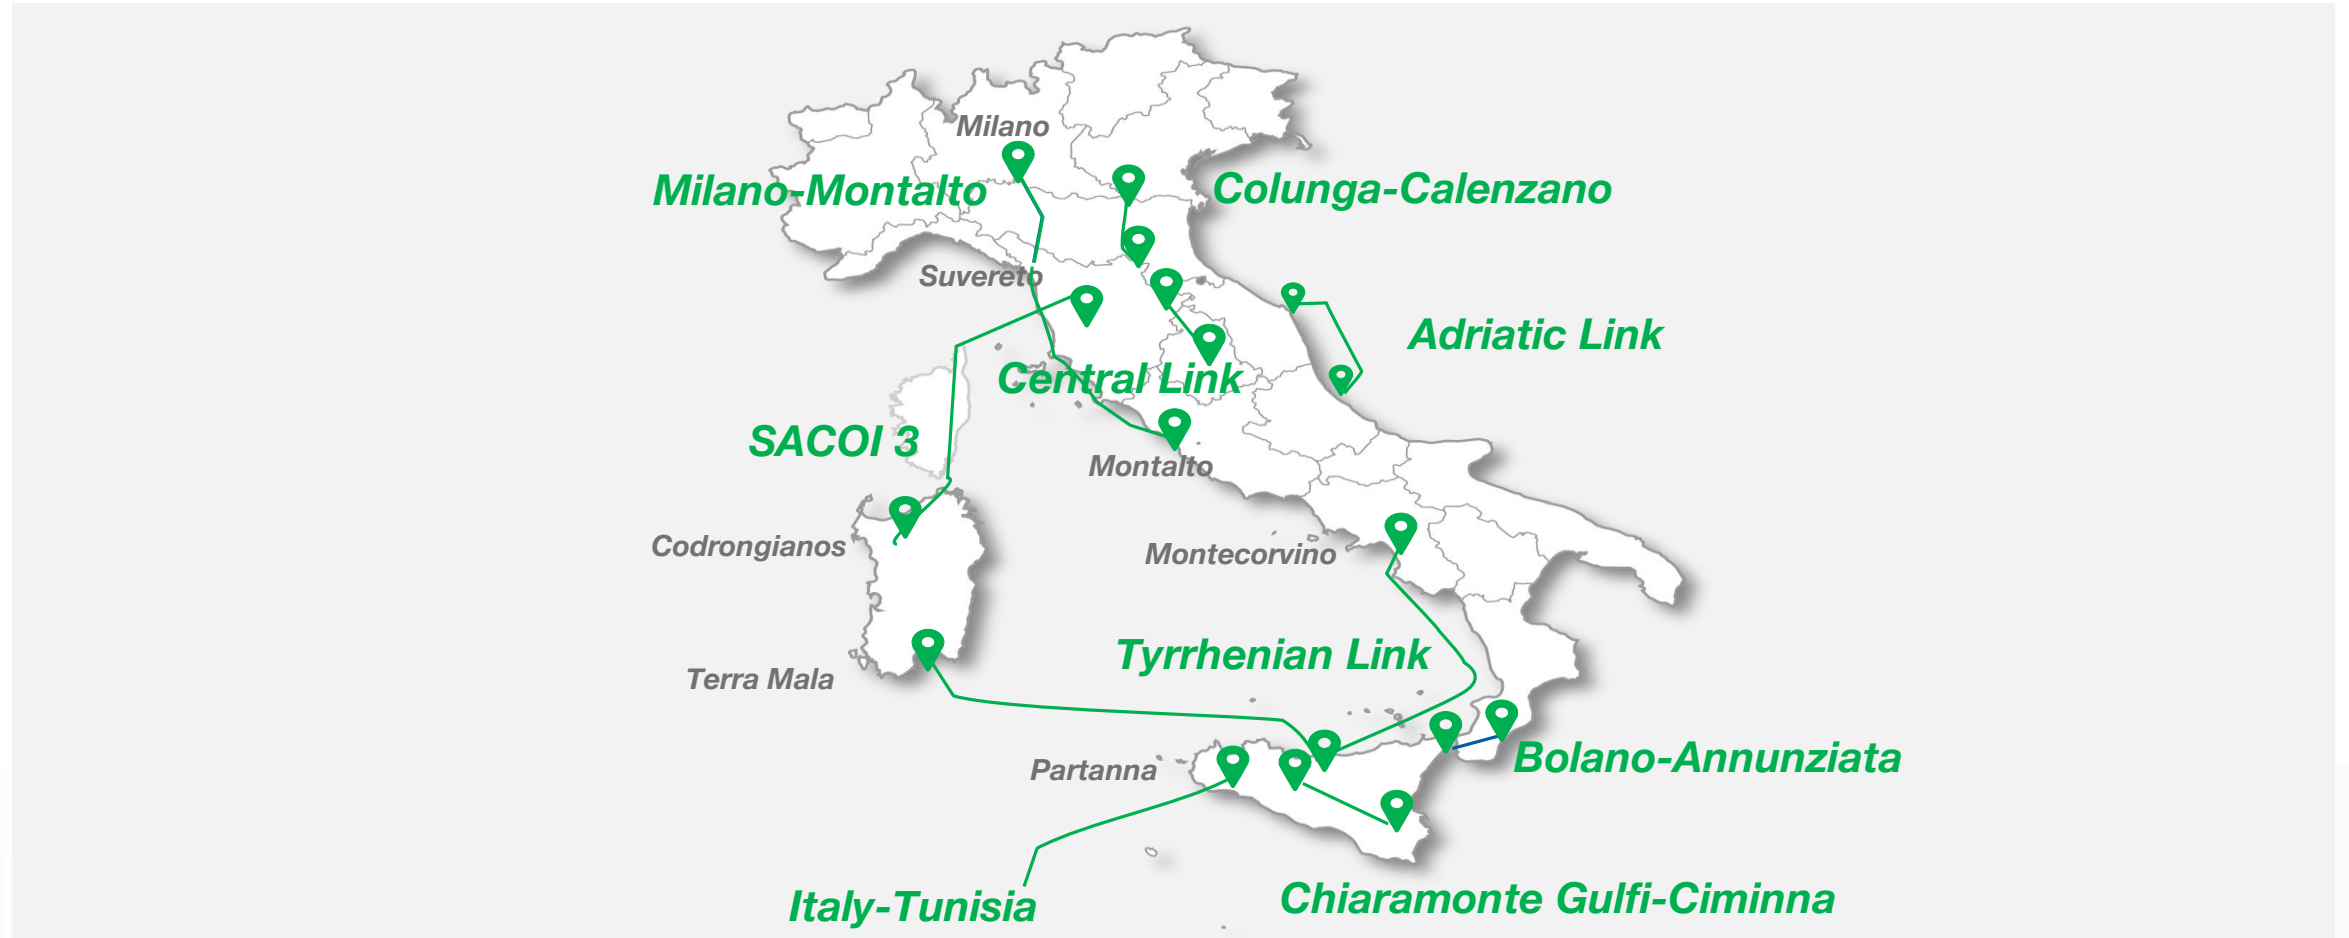 Milano
Milano-Montalto
Colunga-Calenzano
Suvereto
Adriatic Link
Central Link
SACOI 3
Montalto
Codrongianos
Montecorvino
Tyrrhenian Link
Terra Mala
Bolano-Annunziata
Partanna
Italy-Tunisia
Chiaramonte Gulfi-Ciminna